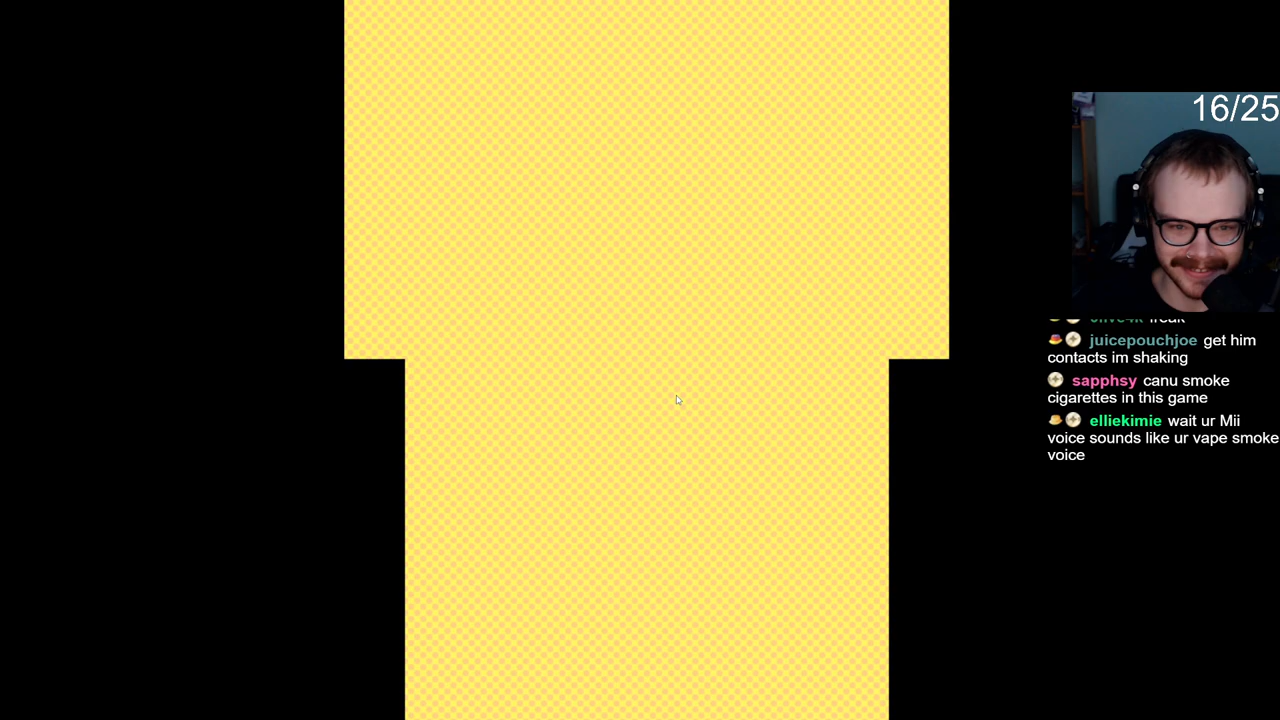 16/25
freak
juicepouchjoe get him
contacts im shaking
sapphsy canu smoke
cigarettes in this game
elliekimie wait ur Mii
voice sounds like ur vape smoke
voice